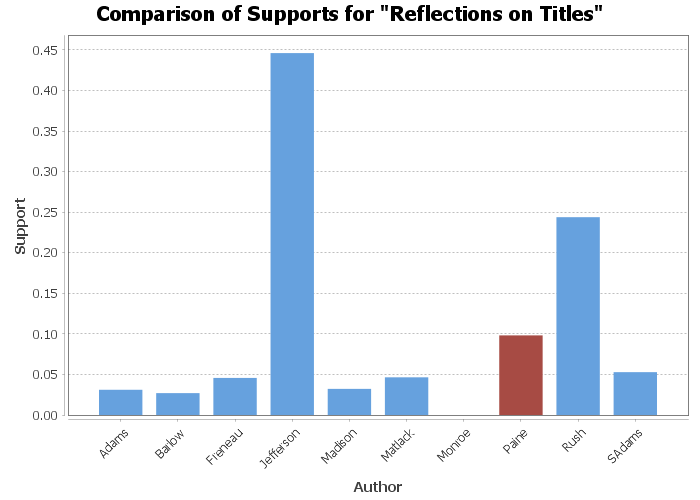 Comparison of Supports for "Reflections on Titles"
0.45
0.40
0.35
0.30
0.25
0.20
0.15
0.10
0.05
0.00
Support
Adams
Barlow
Freneau
Jefferson
Madison
Matlack
Monroe
Paine
Rush
SAdams
Author